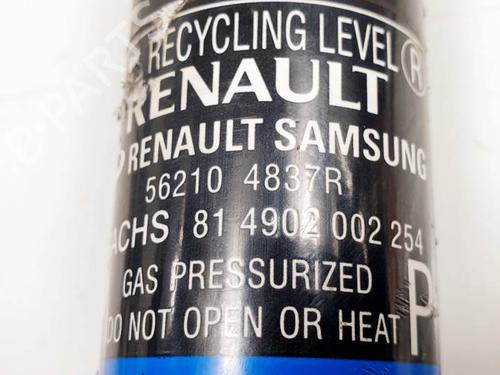 RECYCLING LEVEL R
RENAULT
RENAULT SAMSUNG
56210 4837R
ACHS 81 4902 002 254
GAS PRESSURIZED
DO NOT OPEN OR HEAT P